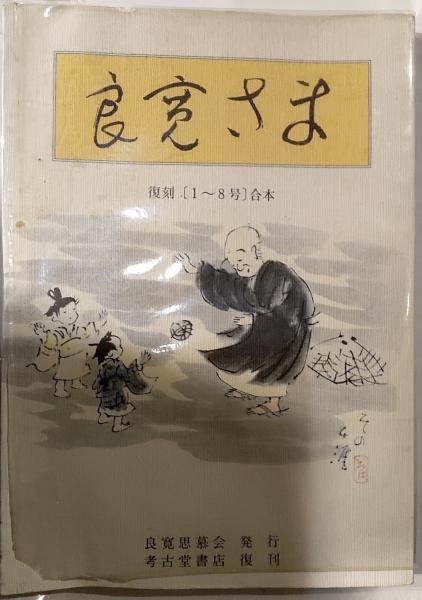 良寛さま
復刻〔1～8号〕合本
良寛思慕会 発行
考古堂書店 復刊